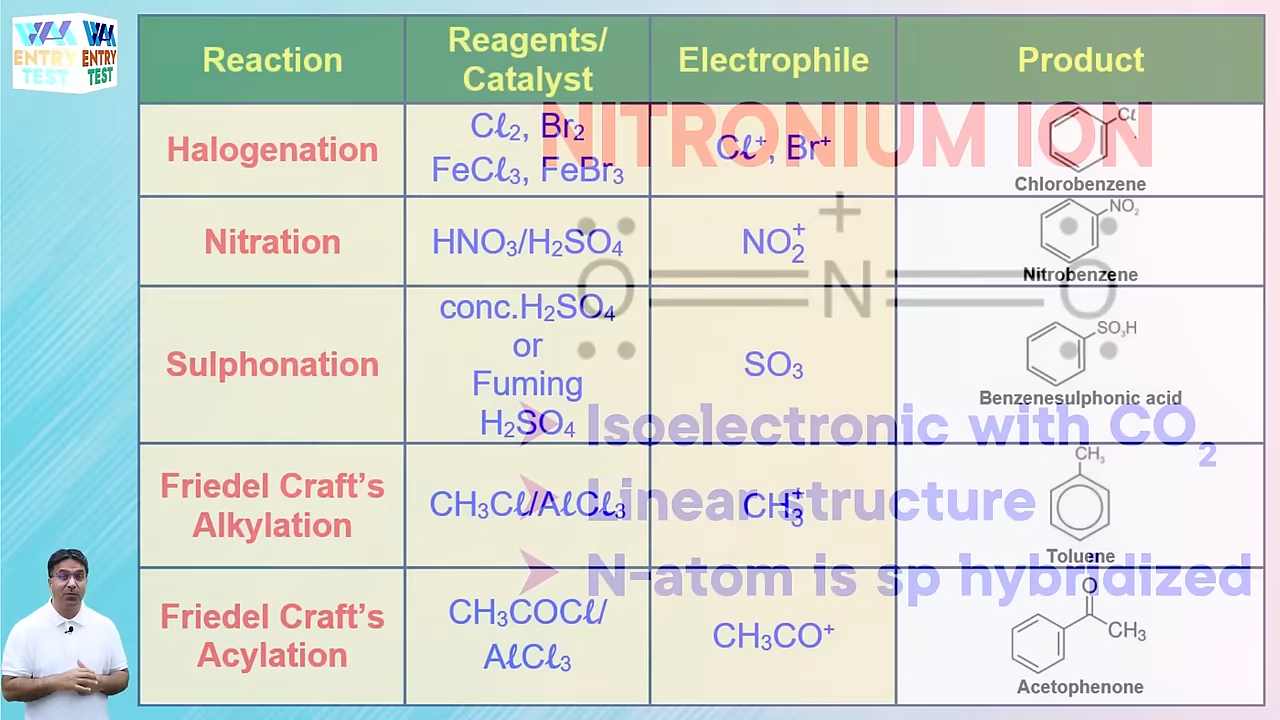 WAK WAK
ENTRY ENTRY
TEST TEST
Reaction
Reagents/
Catalyst
Electrophile
Product
Halogenation
Cℓ₂, Br₂
FeCℓ₃, FeBr₃
Cℓ⁺, Br⁺
Cℓ
Chlorobenzene
Nitration
HNO₃/H₂SO₄
NO₂⁺
NO₂
Nitrobenzene
Sulphonation
conc.H₂SO₄
or
Fuming
H₂SO₄
SO₃
SO₃H
Benzenesulphonic acid
Friedel Craft’s
Alkylation
CH₃Cℓ/AℓCℓ₃
CH₃⁺
CH₃
Toluene
Friedel Craft’s
Acylation
CH₃COCℓ/
AℓCℓ₃
CH₃CO⁺
O
CH₃
Acetophenone
NITRONIUM ION
+
O N O
➤ Isoelectronic with CO₂
➤ Linear structure
➤ N-atom is sp hybridized